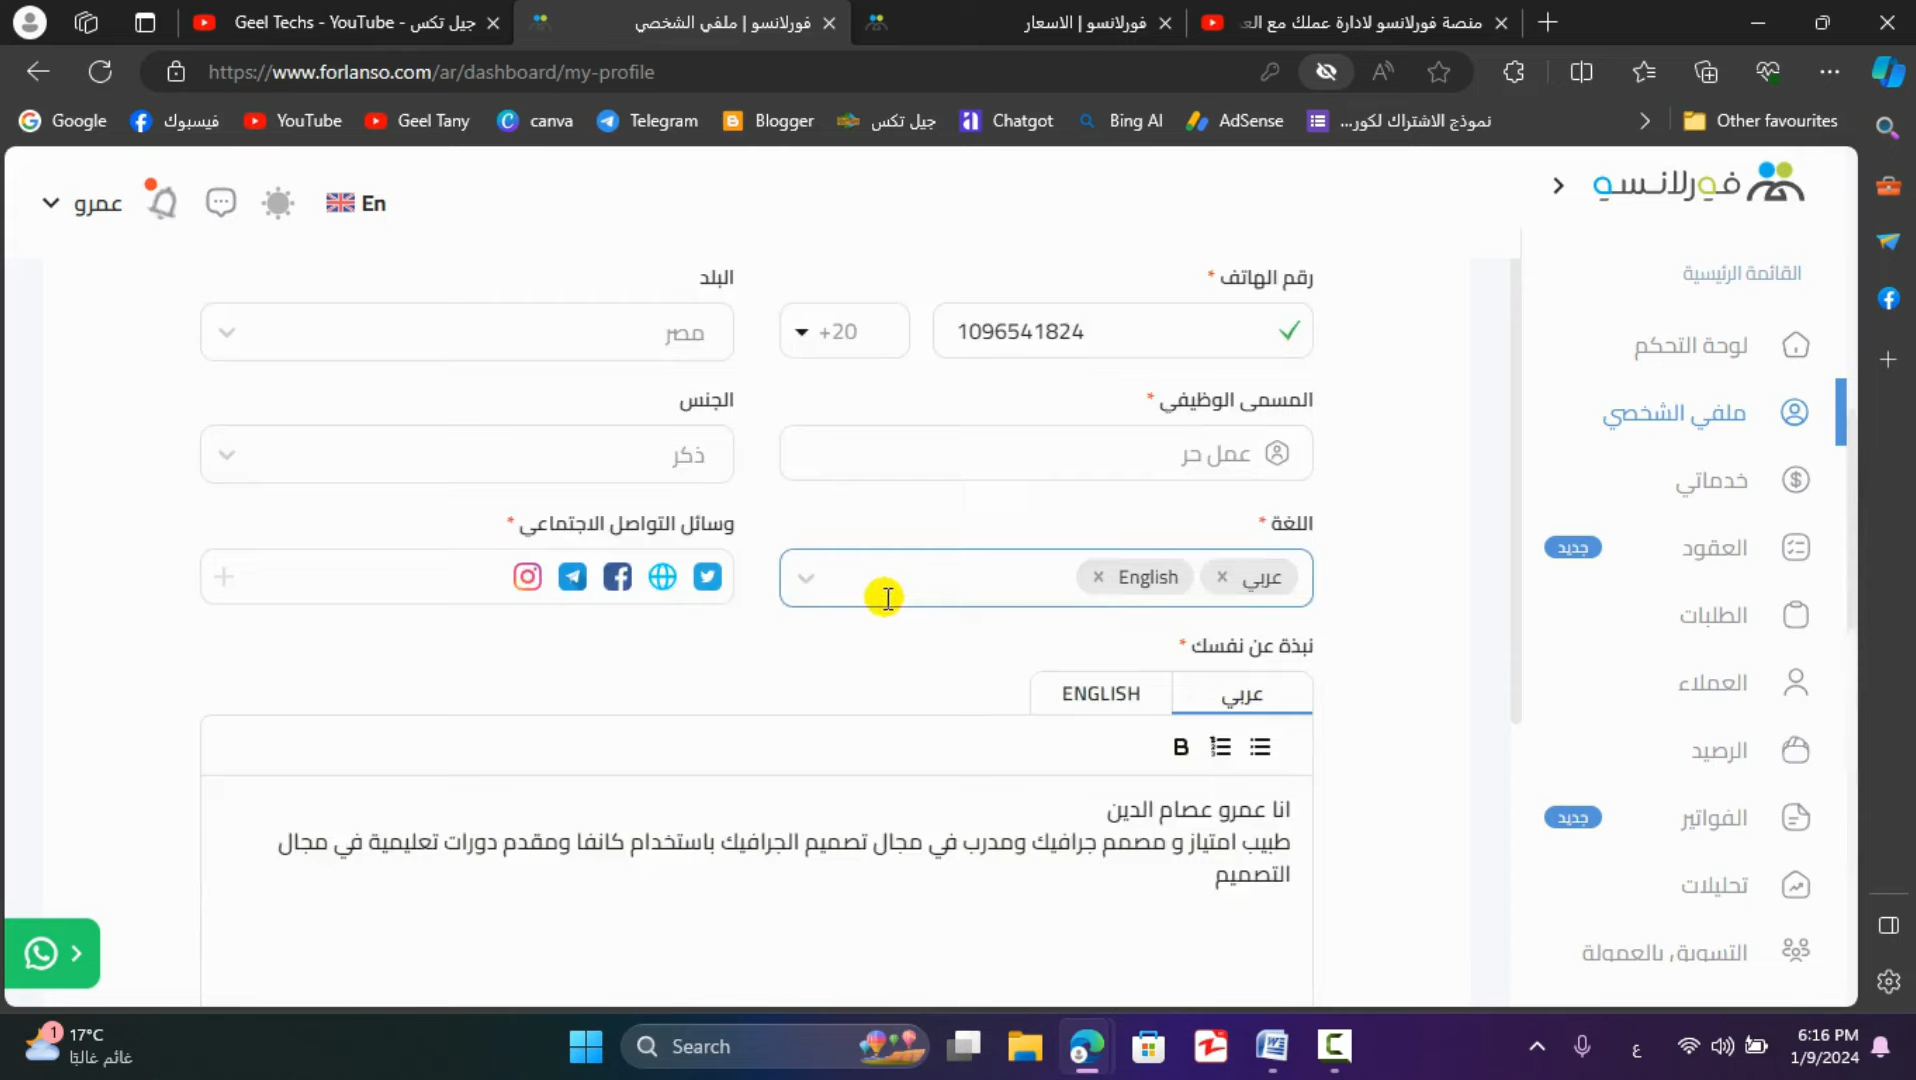 Geel Techs - YouTube - جيل تكس
فورلانسو | ملفي الشخصي
فورلانسو | الاسعار
منصة فورلانسو لادارة عملك مع الع
https://www.forlanso.com/ar/dashboard/my-profile
Google
فيسبوك
YouTube
Geel Tany
canva
Telegram
Blogger
جيل تكس
Chatgot
Bing AI
AdSense
نموذج الاشتراك لكور...
Other favourites
فورلانسو
En
عمرو
القائمة الرئيسية
لوحة التحكم
ملفي الشخصي
خدماتي
العقود
جديد
الطلبات
العملاء
الرصيد
الفواتير
جديد
تحليلات
التسويق بالعمولة
رقم الهاتف *
البلد
1096541824
+20
مصر
المسمى الوظيفي *
الجنس
عمل حر
ذكر
اللغة *
وسائل التواصل الاجتماعي *
عربي
English
نبذة عن نفسك *
عربي
ENGLISH
B
انا عمرو عصام الدين
طبيب امتياز و مصمم جرافيك ومدرب في مجال تصميم الجرافيك باستخدام كانفا ومقدم دورات تعليمية في مجال
التصميم
1
17°C
غائم غالبًا
Search
ع
6:16 PM
1/9/2024